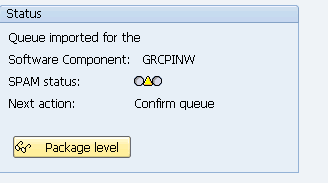 Status
Queue imported for the
Software Component: GRCPINW
SPAM status:
Next action: Confirm queue
Package level